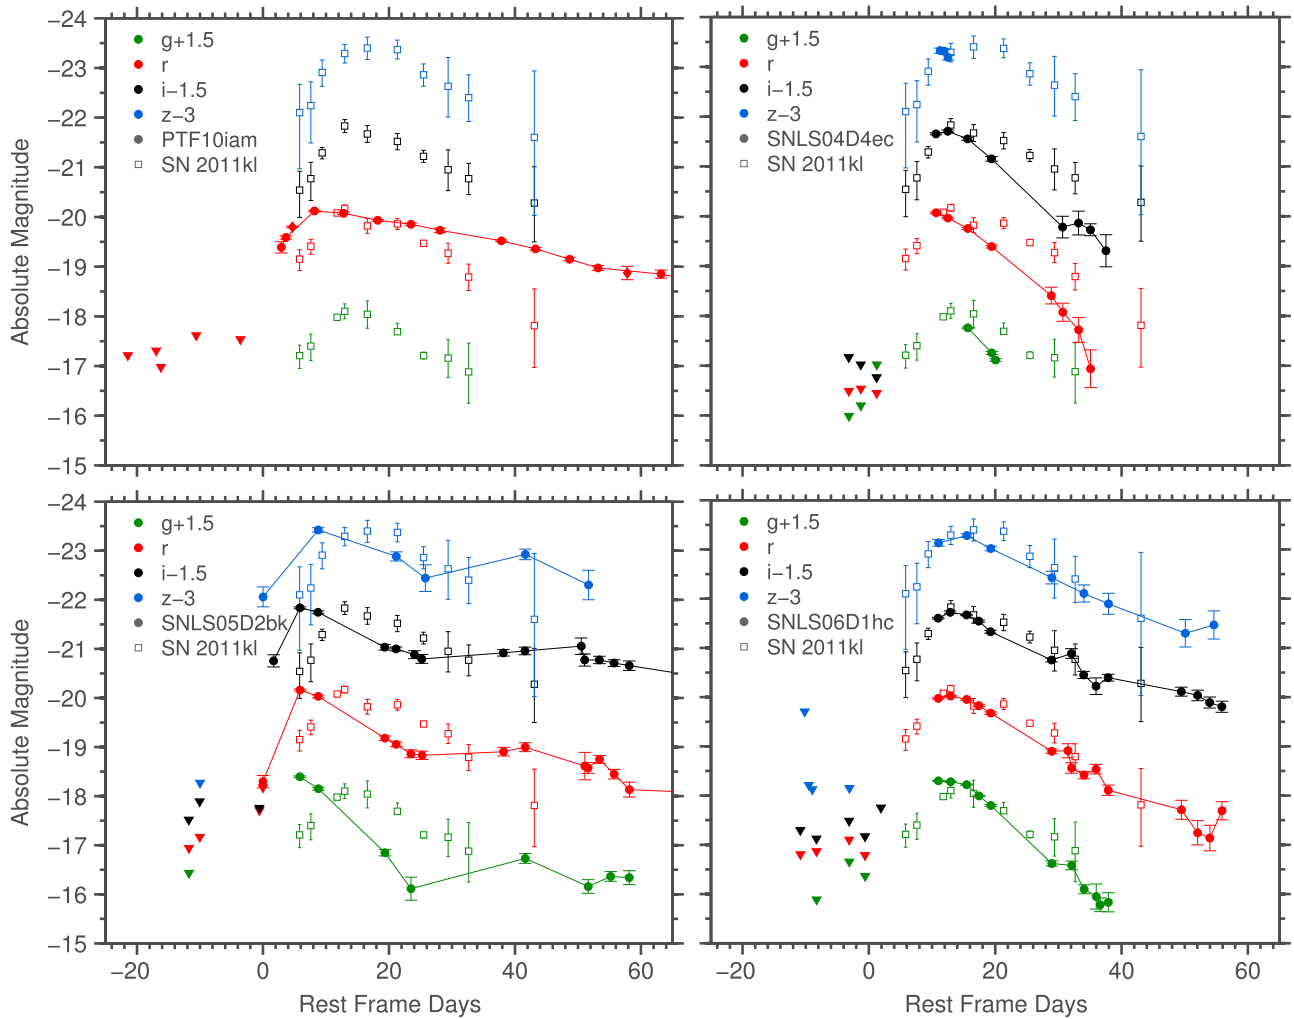 −24
−23
−22
−21
−20
−19
−18
−17
−16
−15
Absolute Magnitude
g+1.5
r
i−1.5
z−3
PTF10iam
SN 2011kl
g+1.5
r
i−1.5
z−3
SNLS04D4ec
SN 2011kl
−24
−23
−22
−21
−20
−19
−18
−17
−16
−15
Absolute Magnitude
g+1.5
r
i−1.5
z−3
SNLS05D2bk
SN 2011kl
−20
0
20
40
60
Rest Frame Days
g+1.5
r
i−1.5
z−3
SNLS06D1hc
SN 2011kl
−20
0
20
40
60
Rest Frame Days